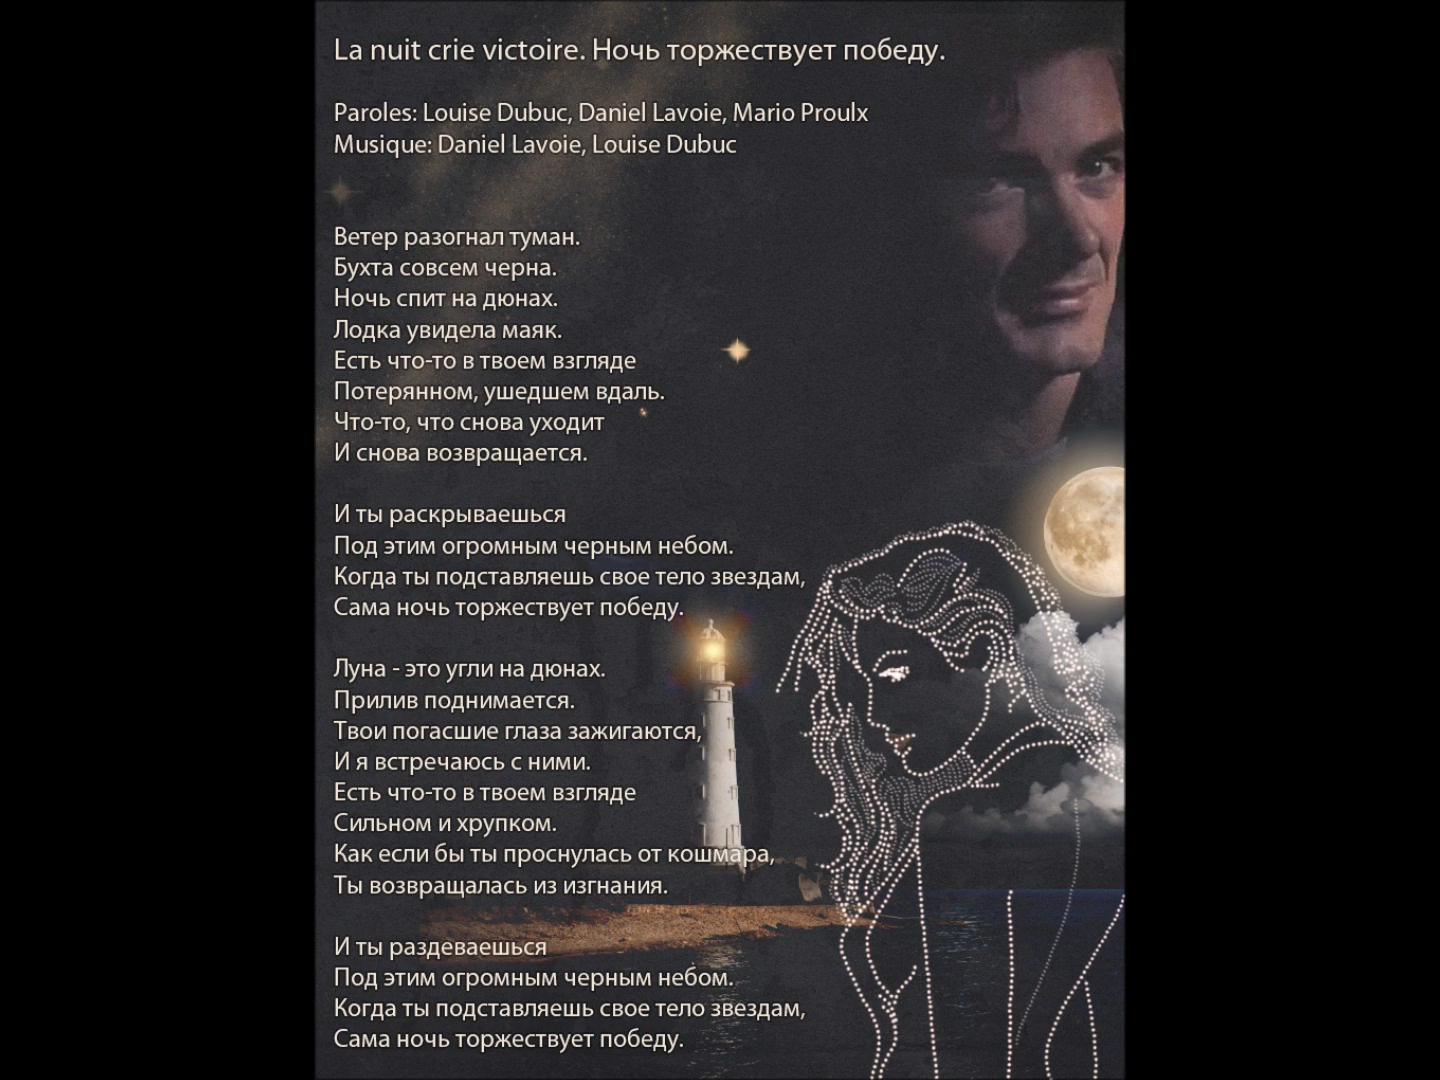 La nuit crie victoire. Ночь торжествует победу.
Paroles: Louise Dubuc, Daniel Lavoie, Mario Proulx
Musique: Daniel Lavoie, Louise Dubuc
Ветер разогнал туман.
Бухта совсем черна.
Ночь спит на дюнах.
Лодка увидела маяк.
Есть что-то в твоем взгляде
Потерянном, ушедшем вдаль.
Что-то, что снова уходит
И снова возвращается.
И ты раскрываешься
Под этим огромным черным небом.
Когда ты подставляешь свое тело звездам,
Сама ночь торжествует победу.
Луна - это угли на дюнах.
Прилив поднимается.
Твои погасшие глаза зажигаются,
И я встречаюсь с ними.
Есть что-то в твоем взгляде
Сильном и хрупком.
Как если бы ты проснулась от кошмара,
Ты возвращалась из изгнания.
И ты раздеваешься
Под этим огромным черным небом.
Когда ты подставляешь свое тело звездам,
Сама ночь торжествует победу.